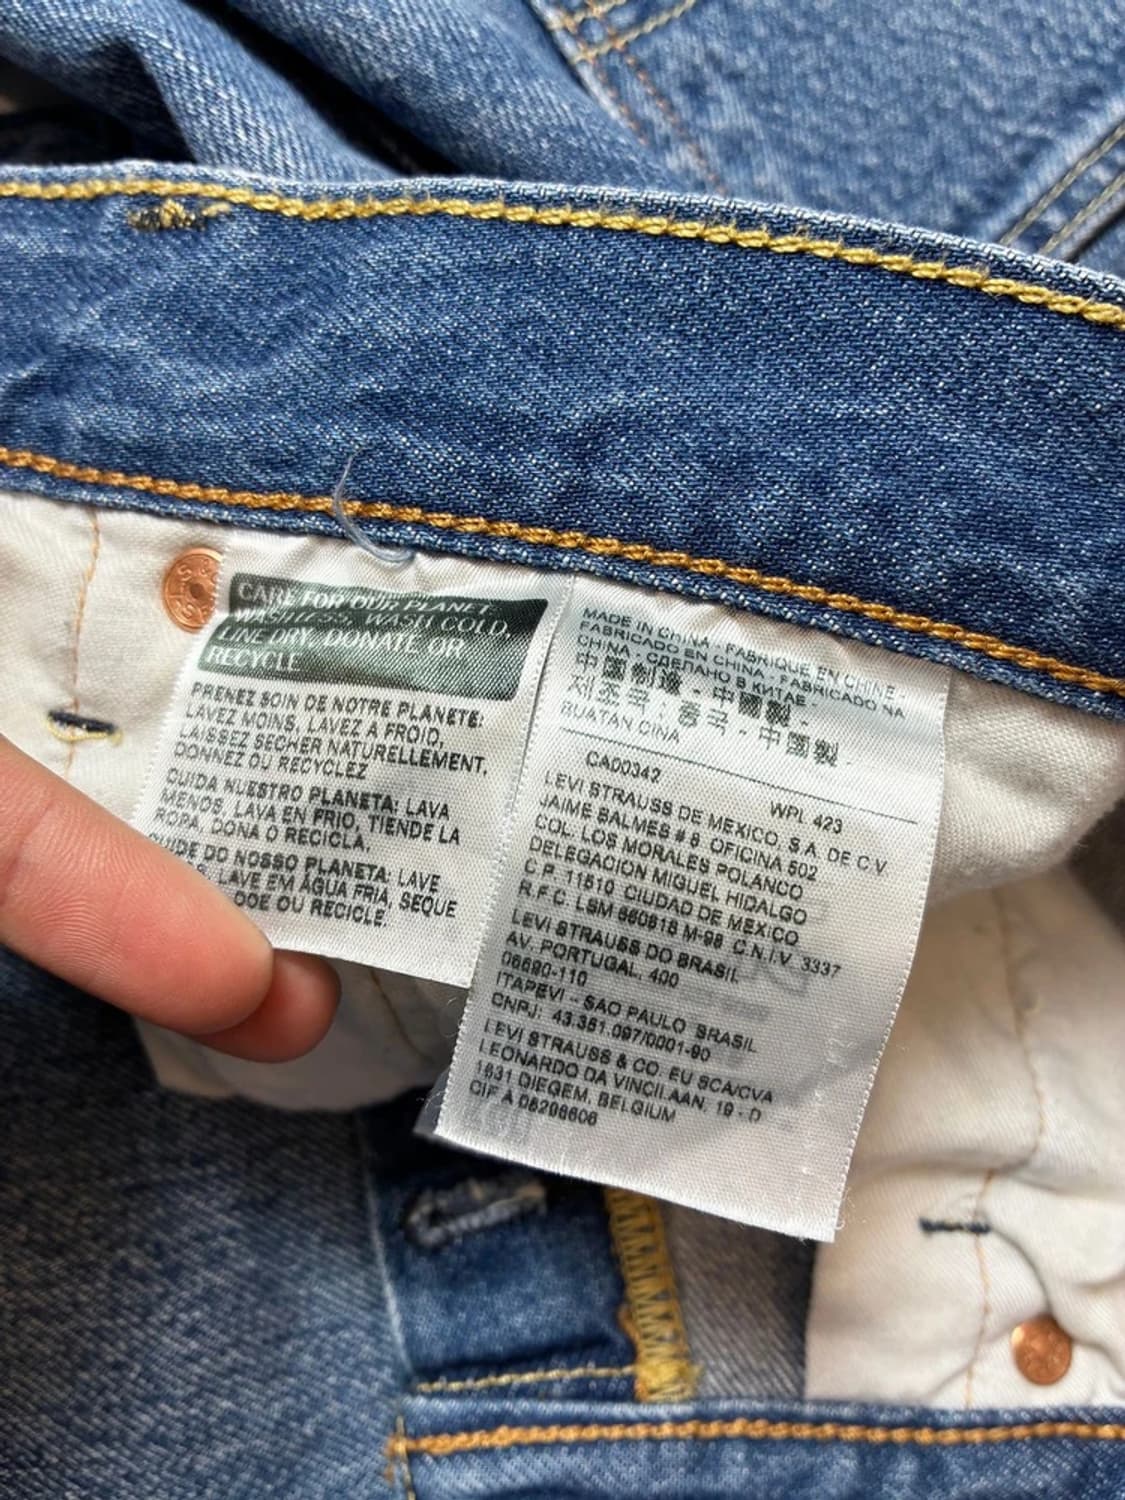 CARE FOR OUR PLANET:
WASH LESS, WASH COLD,
LINE DRY, DONATE OR
RECYCLE
PRENEZ SOIN DE NOTRE PLANETE:
LAVEZ MOINS, LAVEZ A FROID,
LAISSEZ SECHER NATURELLEMENT,
DONNEZ OU RECYCLEZ
CUIDA NUESTRO PLANETA: LAVA
MENOS, LAVA EN FRIO, TIENDE LA
ROPA, DONA O RECICLA.
CUIDE DO NOSSO PLANETA: LAVE
LAVE EM ÁGUA FRIA, SEQUE
DOE OU RECICLE.
MADE IN CHINA - FABRIQUE EN CHINE -
FABRICADO EN CHINA - FABRICADO NA
CHINA - СДЕЛАНО В КИТАЕ -
中國制造 - 中國製 -
제조국: 중국 - 中國製 -
BUATAN CINA
CA00342
WPL 423
LEVI STRAUSS DE MEXICO, S.A. DE C.V.
JAIME BALMES # 8 OFICINA 502
COL. LOS MORALES POLANCO
DELEGACION MIGUEL HIDALGO
C.P. 11510 CIUDAD DE MEXICO
R.F.C. LSM 660818 M-98 C.N.I.V. 3337
LEVI STRAUSS DO BRASIL
AV. PORTUGAL, 400
06690-110
ITAPEVI - SAO PAULO BRASIL
CNPJ: 43.351.097/0001-90
LEVI STRAUSS & CO. EU BCA/CVA
LEONARDO DA VINCILAAN, 19 - D
1831 DIEGEM, BELGIUM
CIF A 08298606